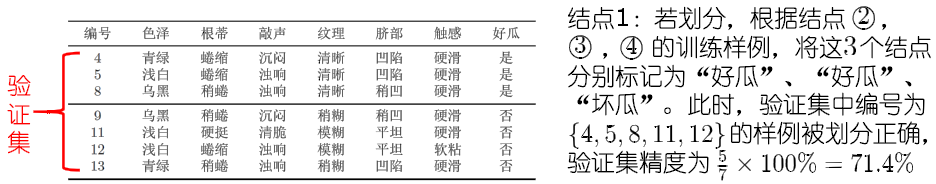 验证集
编号 色泽 根蒂 敲声 纹理 脐部 触感 好瓜
4 青绿 蜷缩 沉闷 清晰 凹陷 硬滑 是
5 浅白 蜷缩 浊响 清晰 凹陷 硬滑 是
8 乌黑 稍蜷 浊响 清晰 稍凹 硬滑 是
9 乌黑 稍蜷 沉闷 稍糊 稍凹 硬滑 否
11 浅白 硬挺 清脆 模糊 平坦 硬滑 否
12 浅白 蜷缩 浊响 模糊 平坦 软粘 否
13 青绿 稍蜷 浊响 稍糊 凹陷 硬滑 否
结点1：若划分，根据结点 ②，
③ ，④ 的训练样例，将这3个结点
分别标记为“好瓜”、“好瓜”、
“坏瓜”。此时，验证集中编号为
{4, 5, 8, 11, 12} 的样例被划分正确，
验证集精度为 5/7 × 100% = 71.4%